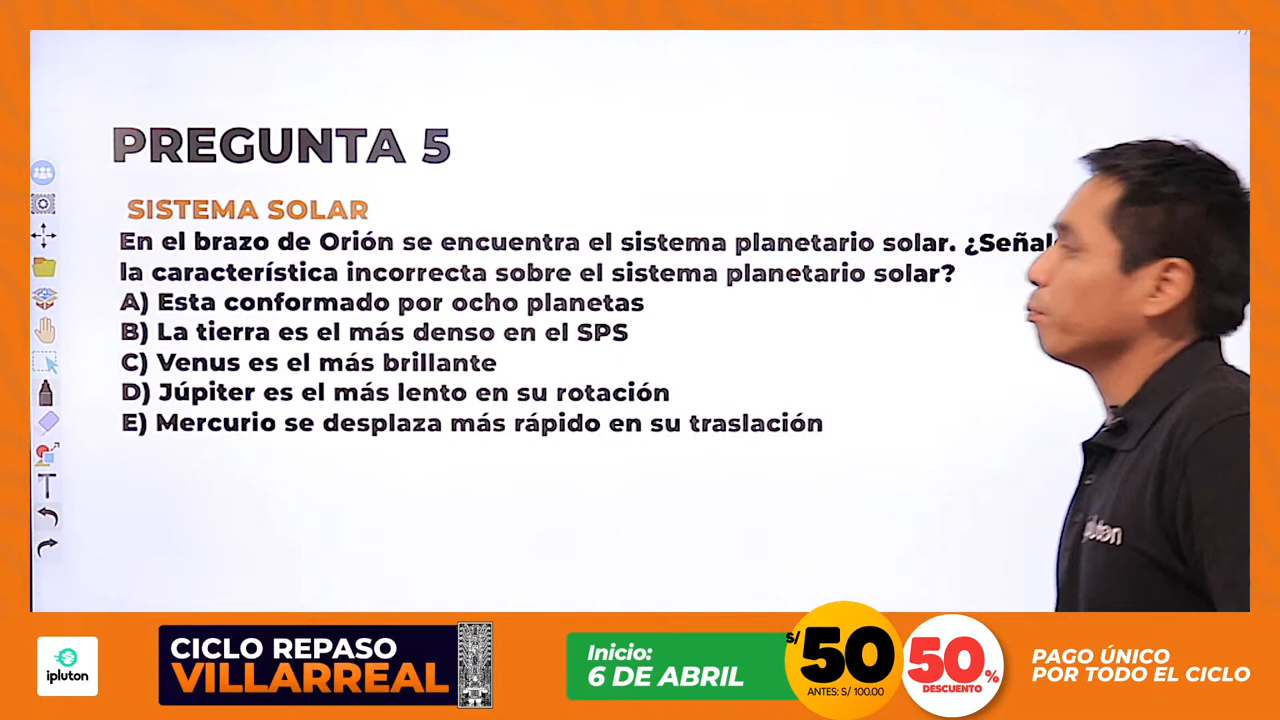 PREGUNTA 5
SISTEMA SOLAR
En el brazo de Orión se encuentra el sistema planetario solar. ¿Señal
la característica incorrecta sobre el sistema planetario solar?
A) Esta conformado por ocho planetas
B) La tierra es el más denso en el SPS
C) Venus es el más brillante
D) Júpiter es el más lento en su rotación
E) Mercurio se desplaza más rápido en su traslación
ipluton
CICLO REPASO
VILLARREAL
Inicio:
6 DE ABRIL
S/ 50
ANTES: S/ 100.00
50%
DESCUENTO
PAGO ÚNICO
POR TODO EL CICLO